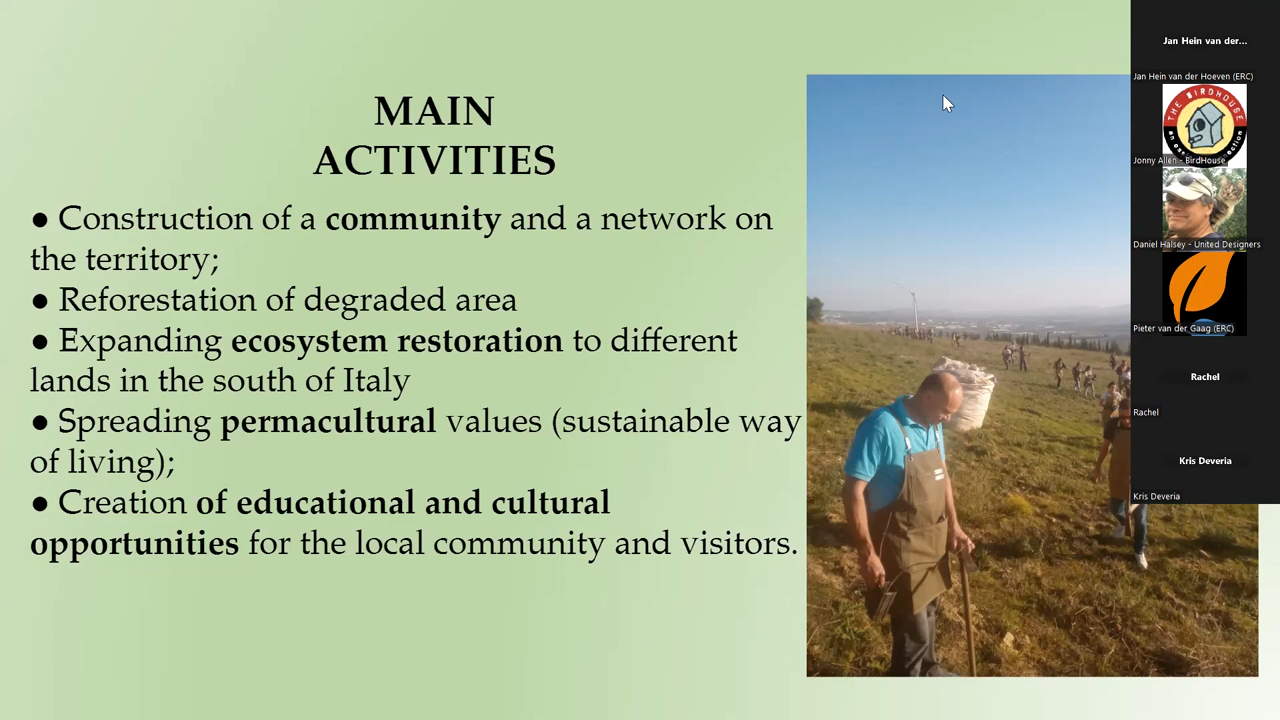 MAIN
ACTIVITIES
● Construction of a community and a network on
the territory;
● Reforestation of degraded area
● Expanding ecosystem restoration to different
lands in the south of Italy
● Spreading permacultural values (sustainable way
of living);
● Creation of educational and cultural
opportunities for the local community and visitors.
Jan Hein van der...
Jan Hein van der Hoeven (ERC)
THE BIRDHOUSE
Jonny Allen - BirdHouse
Daniel Halsey - United Designers
Pieter van der Gaag (ERC)
Rachel
Rachel
Kris Deveria
Kris Deveria